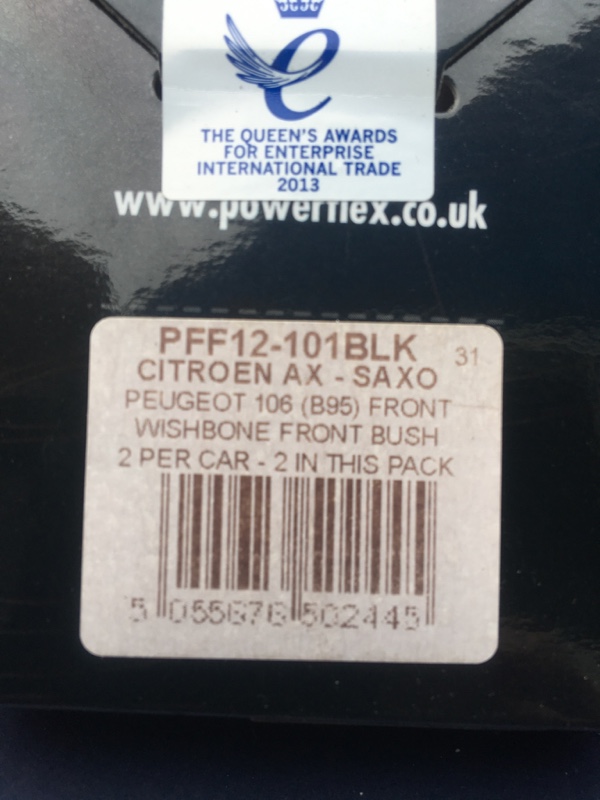 THE QUEEN'S AWARDS
FOR ENTERPRISE
INTERNATIONAL TRADE
2013
www.powerflex.co.uk
PFF12-101BLK 31
CITROEN AX - SAXO
PEUGEOT 106 (B95) FRONT
WISHBONE FRONT BUSH
2 PER CAR - 2 IN THIS PACK
5 055676 502445